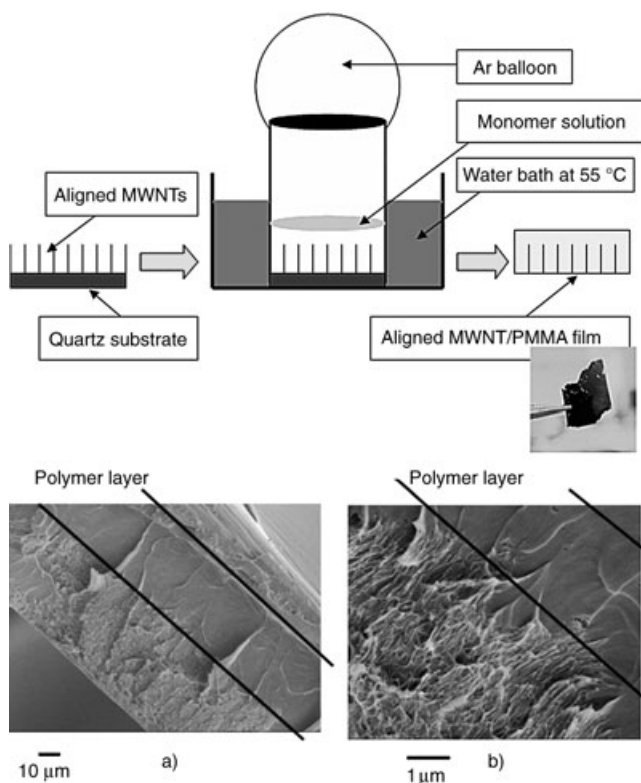 Ar balloon
Monomer solution
Water bath at 55 °C
Aligned MWNTs
Quartz substrate
Aligned MWNT/PMMA film
Polymer layer
Polymer layer
10 μm
a)
1 μm
b)